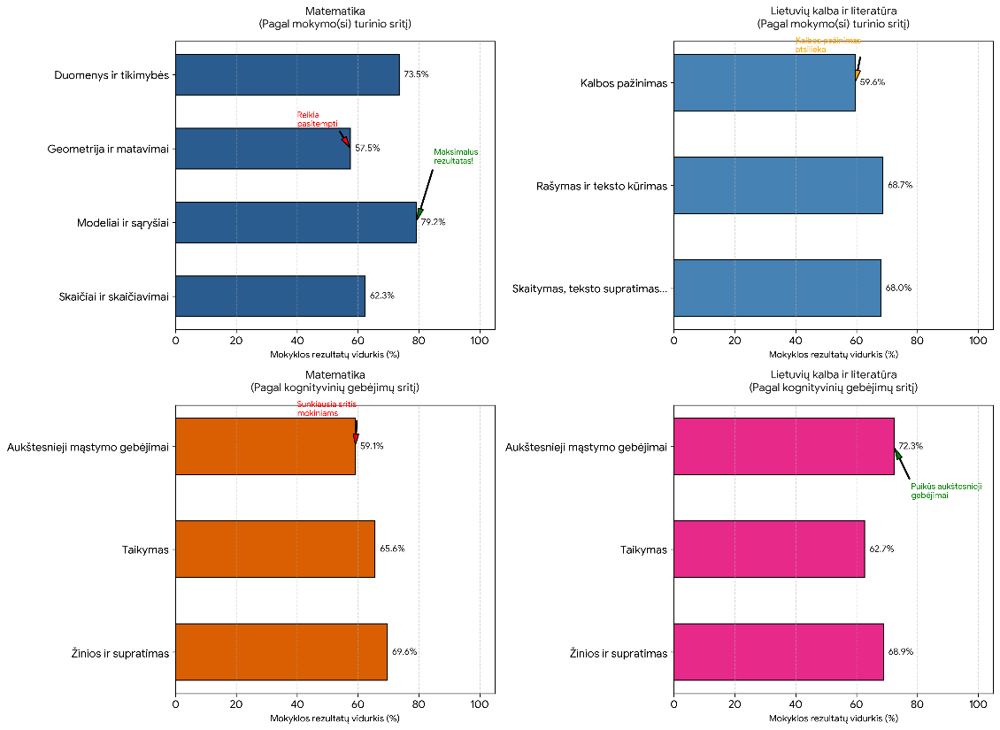 Matematika
(Pagal mokymo(si) turinio sritį)
Duomenys ir tikimybės
73.5%
Reikia
pasitempti
Geometrija ir matavimai
57.5%
Maksimalus
rezultatas!
Modeliai ir sąryšiai
79.2%
Skaičiai ir skaičiavimai
62.3%
0 20 40 60 80 100
Mokyklos rezultatų vidurkis (%)
Lietuvių kalba ir literatūra
(Pagal mokymo(si) turinio sritį)
Kalbos pažinimas
atsilieka
Kalbos pažinimas
59.6%
Rašymas ir teksto kūrimas
68.7%
Skaitymas, teksto supratimas...
68.0%
0 20 40 60 80 100
Mokyklos rezultatų vidurkis (%)
Matematika
(Pagal kognityvinių gebėjimų sritį)
Sunkiausia sritis
mokiniams
Aukštesnieji mąstymo gebėjimai
59.1%
Taikymas
65.6%
Žinios ir supratimas
69.6%
0 20 40 60 80 100
Mokyklos rezultatų vidurkis (%)
Lietuvių kalba ir literatūra
(Pagal kognityvinių gebėjimų sritį)
Aukštesnieji mąstymo gebėjimai
72.3%
Puikūs aukštesnieji
gebėjimai
Taikymas
62.7%
Žinios ir supratimas
68.9%
0 20 40 60 80 100
Mokyklos rezultatų vidurkis (%)